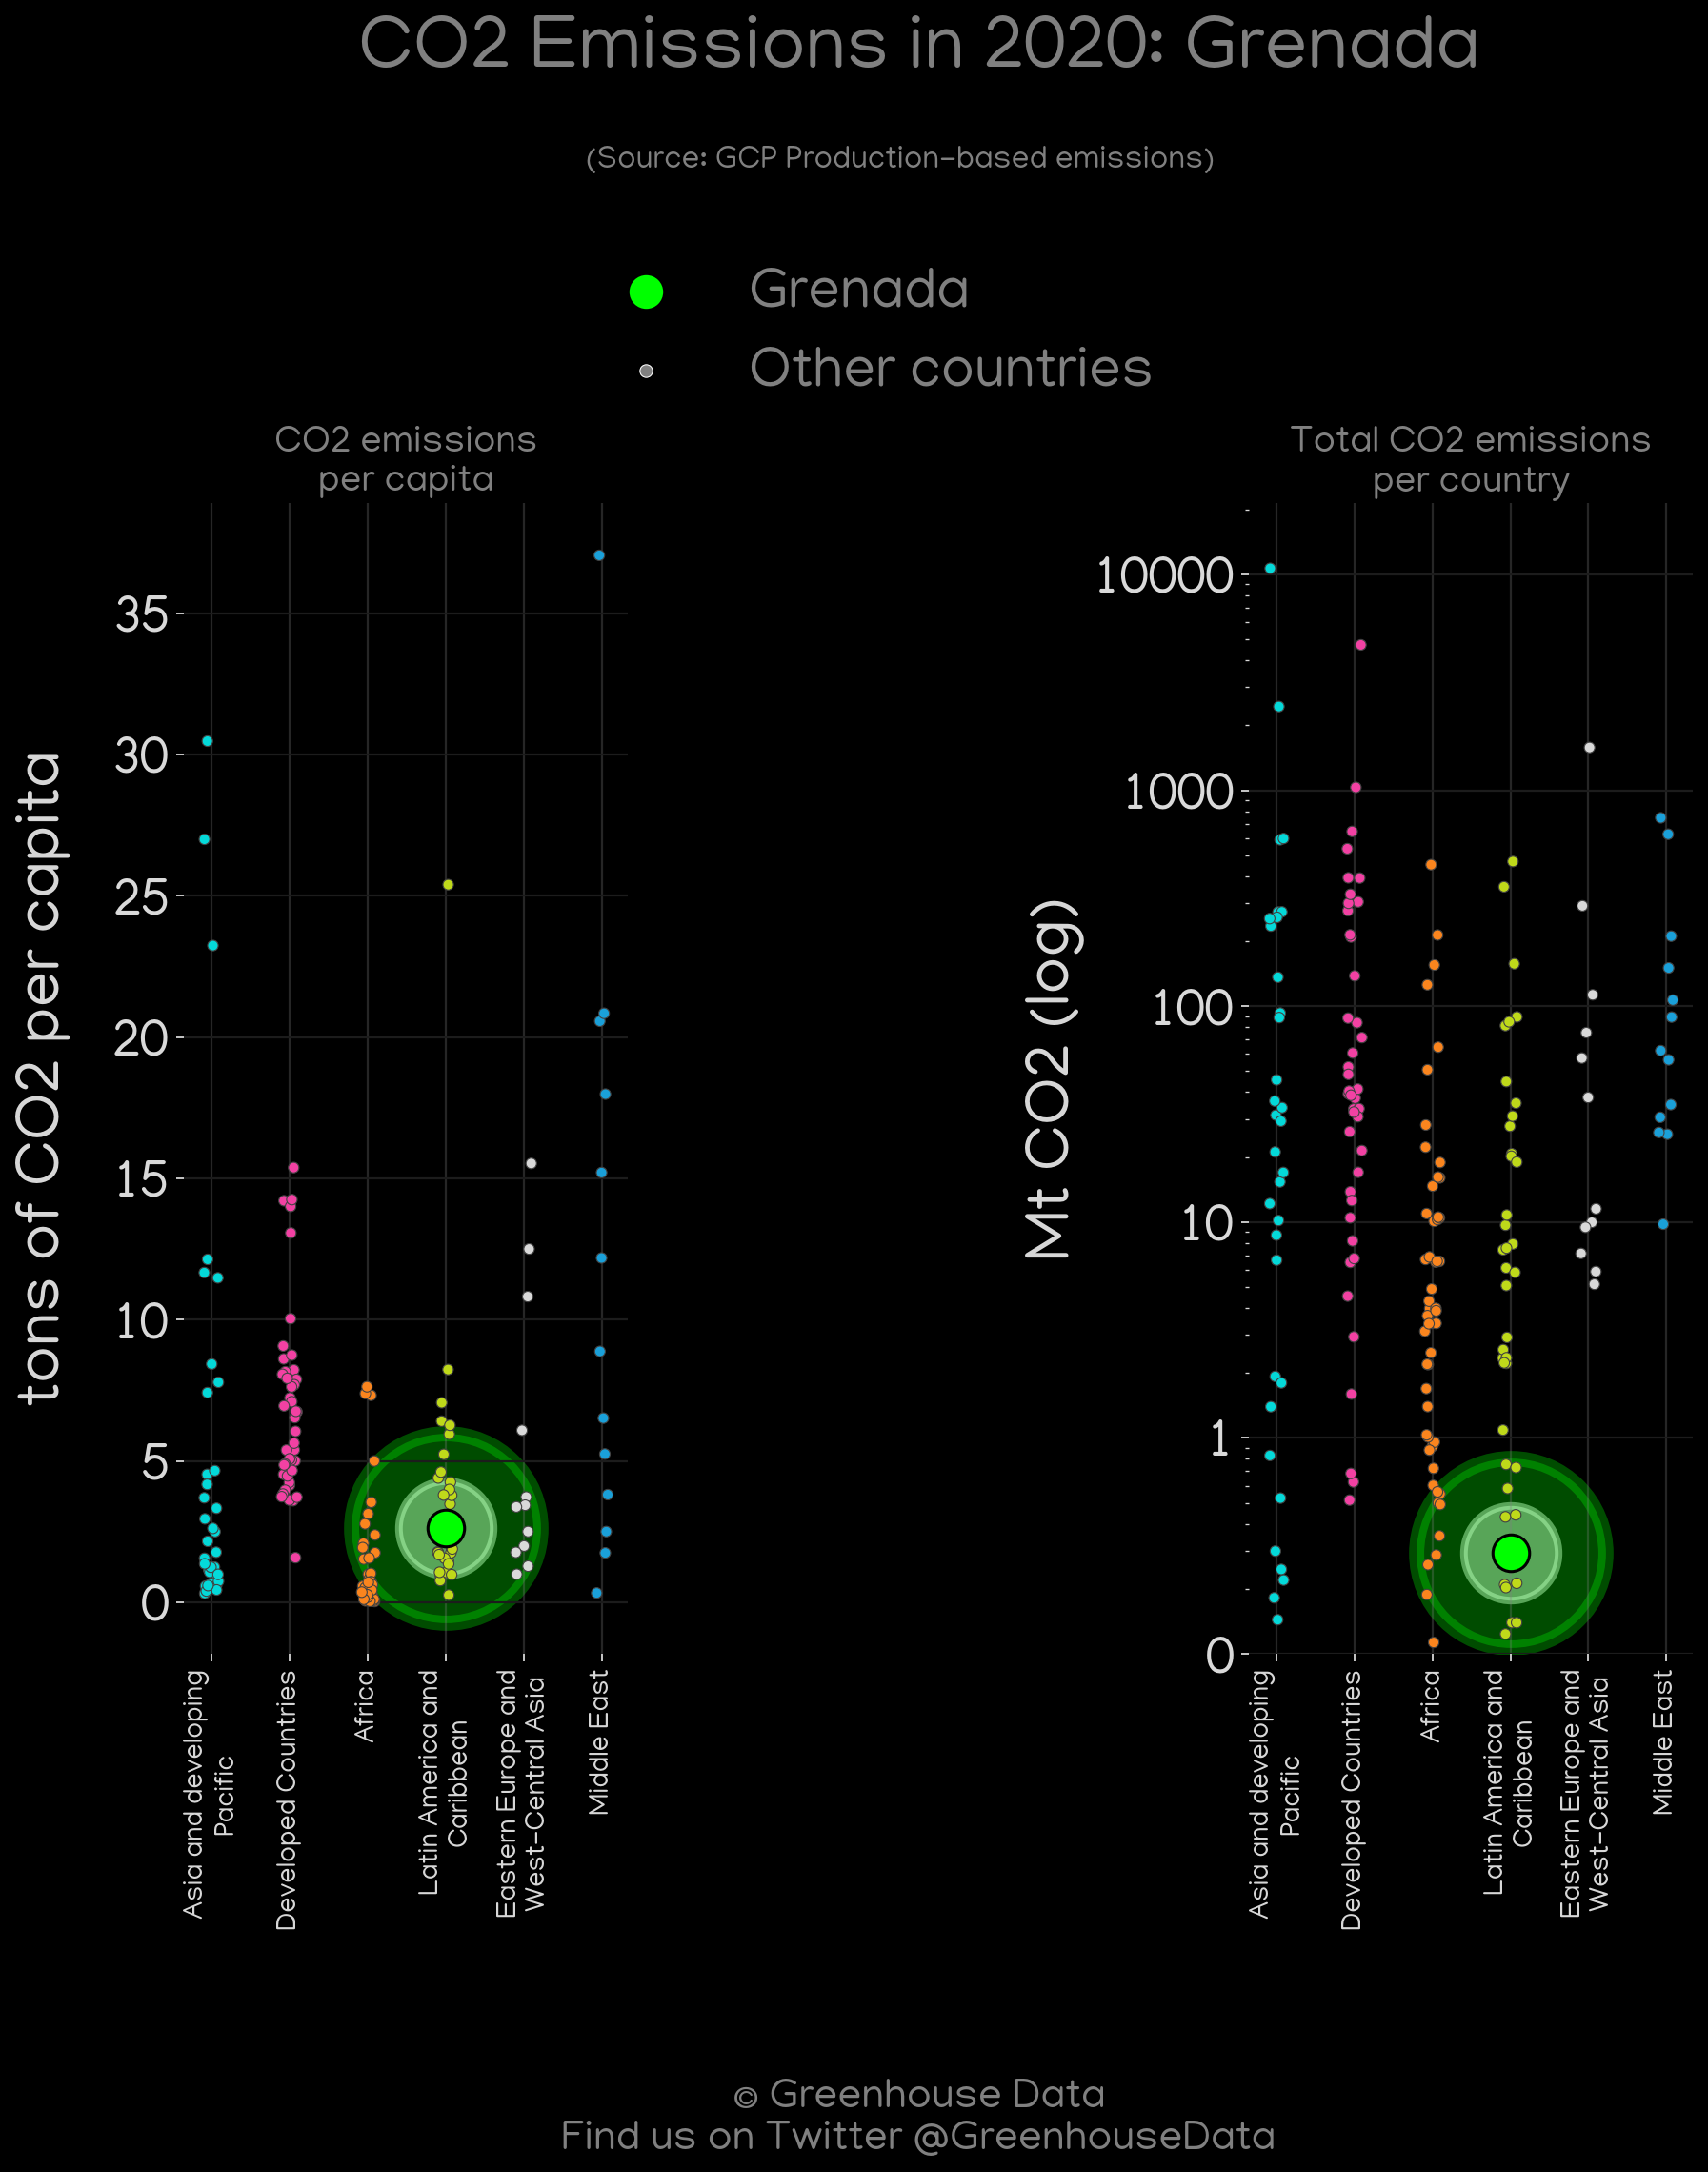 CO2 Emissions in 2020: Grenada
(Source: GCP Production-based emissions)
Grenada
Other countries
CO2 emissions
per capita
tons of CO2 per capita
35
30
25
20
15
10
5
0
Asia and developing
Pacific
Developed Countries
Africa
Latin America and
Caribbean
Eastern Europe and
West-Central Asia
Middle East
Total CO2 emissions
per country
Mt CO2 (log)
10000
1000
100
10
1
0
Asia and developing
Pacific
Developed Countries
Africa
Latin America and
Caribbean
Eastern Europe and
West-Central Asia
Middle East
© Greenhouse Data
Find us on Twitter @GreenhouseData